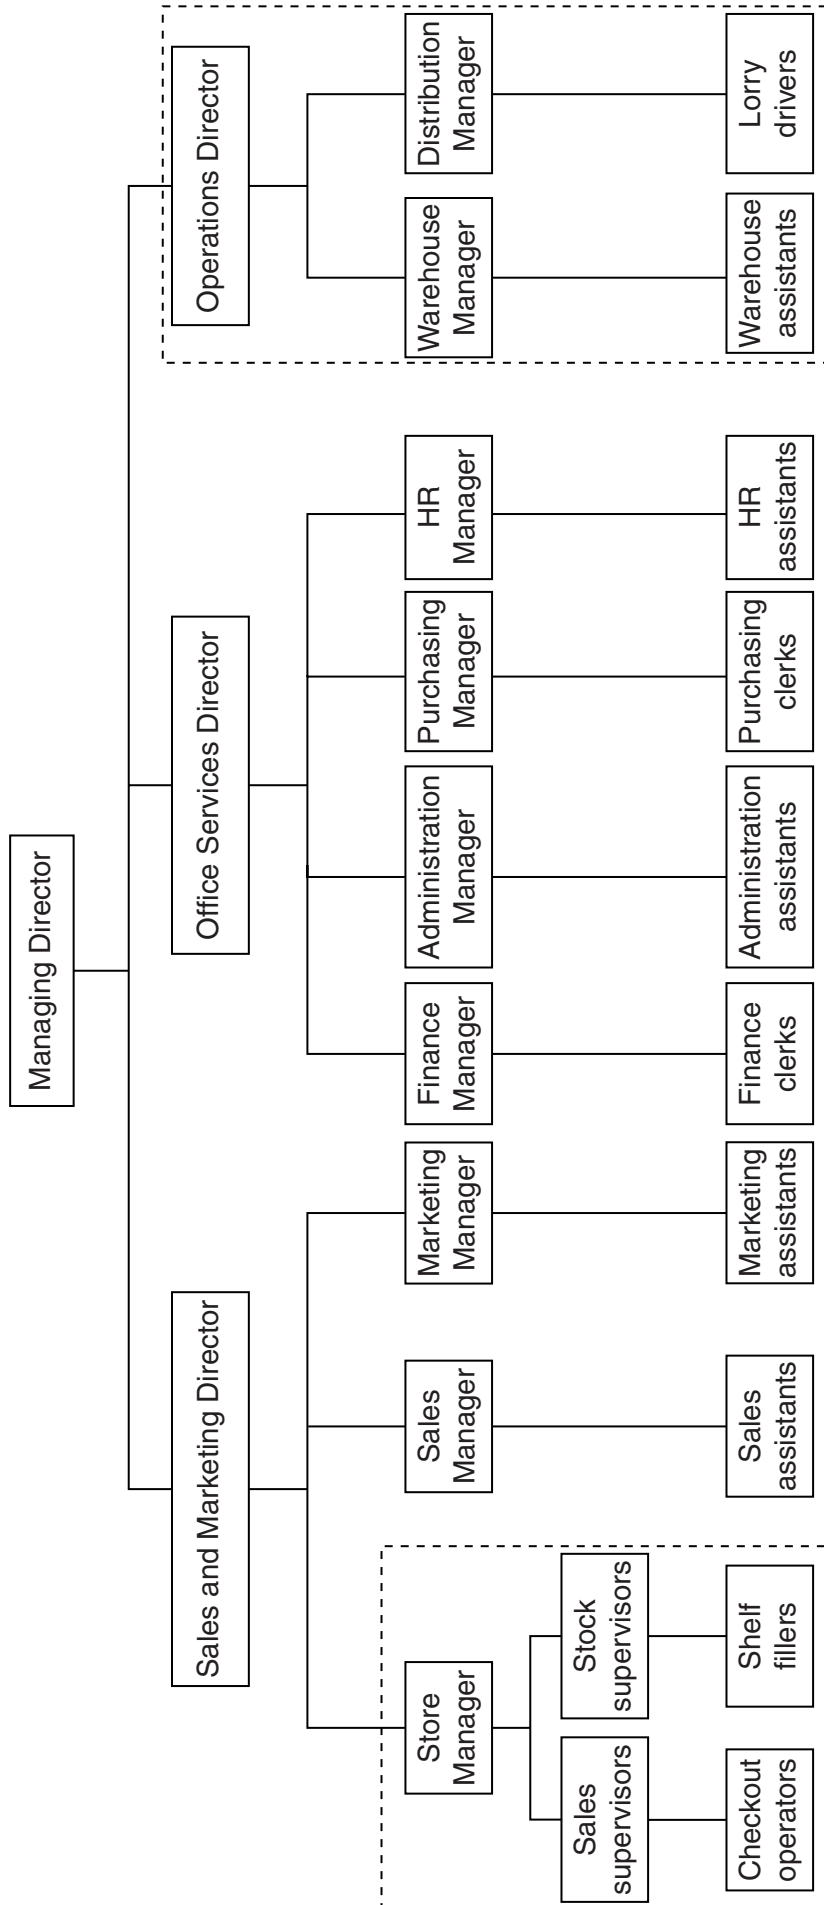 Managing Director
Sales and Marketing Director
Office Services Director
Operations Director
Store
Manager
Sales
Manager
Marketing
Manager
Finance
Manager
Administration
Manager
Purchasing
Manager
HR
Manager
Warehouse
Manager
Distribution
Manager
Sales
supervisors
Stock
supervisors
Checkout
operators
Shelf
fillers
Sales
assistants
Marketing
assistants
Finance
clerks
Administration
assistants
Purchasing
clerks
HR
assistants
Warehouse
assistants
Lorry
drivers